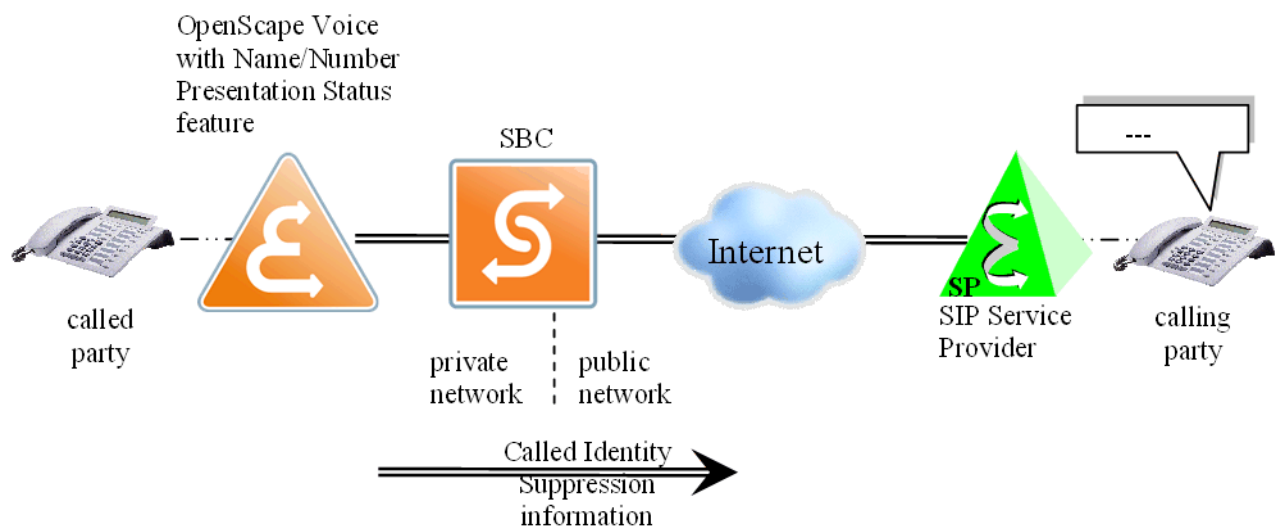 OpenScape Voice
with Name/Number
Presentation Status
feature
SBC
---
Internet
SP
SIP Service
Provider
called
party
calling
party
private
network
public
network
Called Identity
Suppression
information